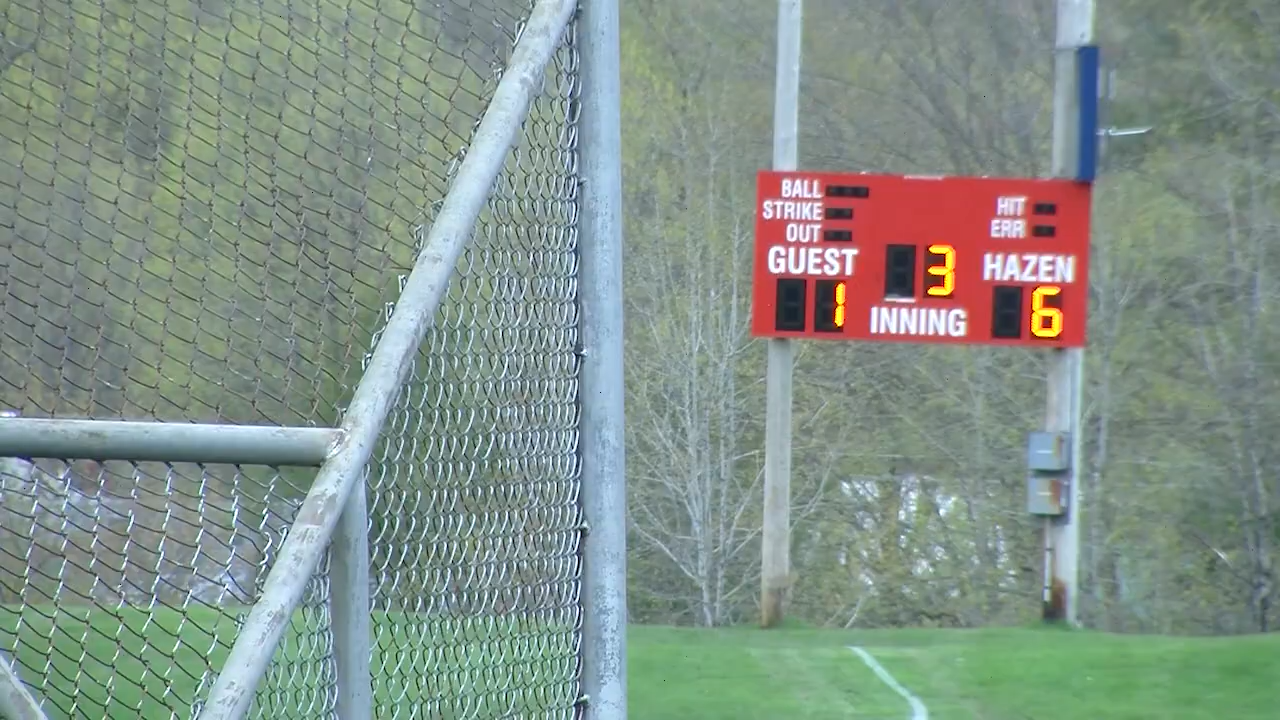 BALL
STRIKE
OUT
HIT
ERR
GUEST
HAZEN
1
3
6
INNING